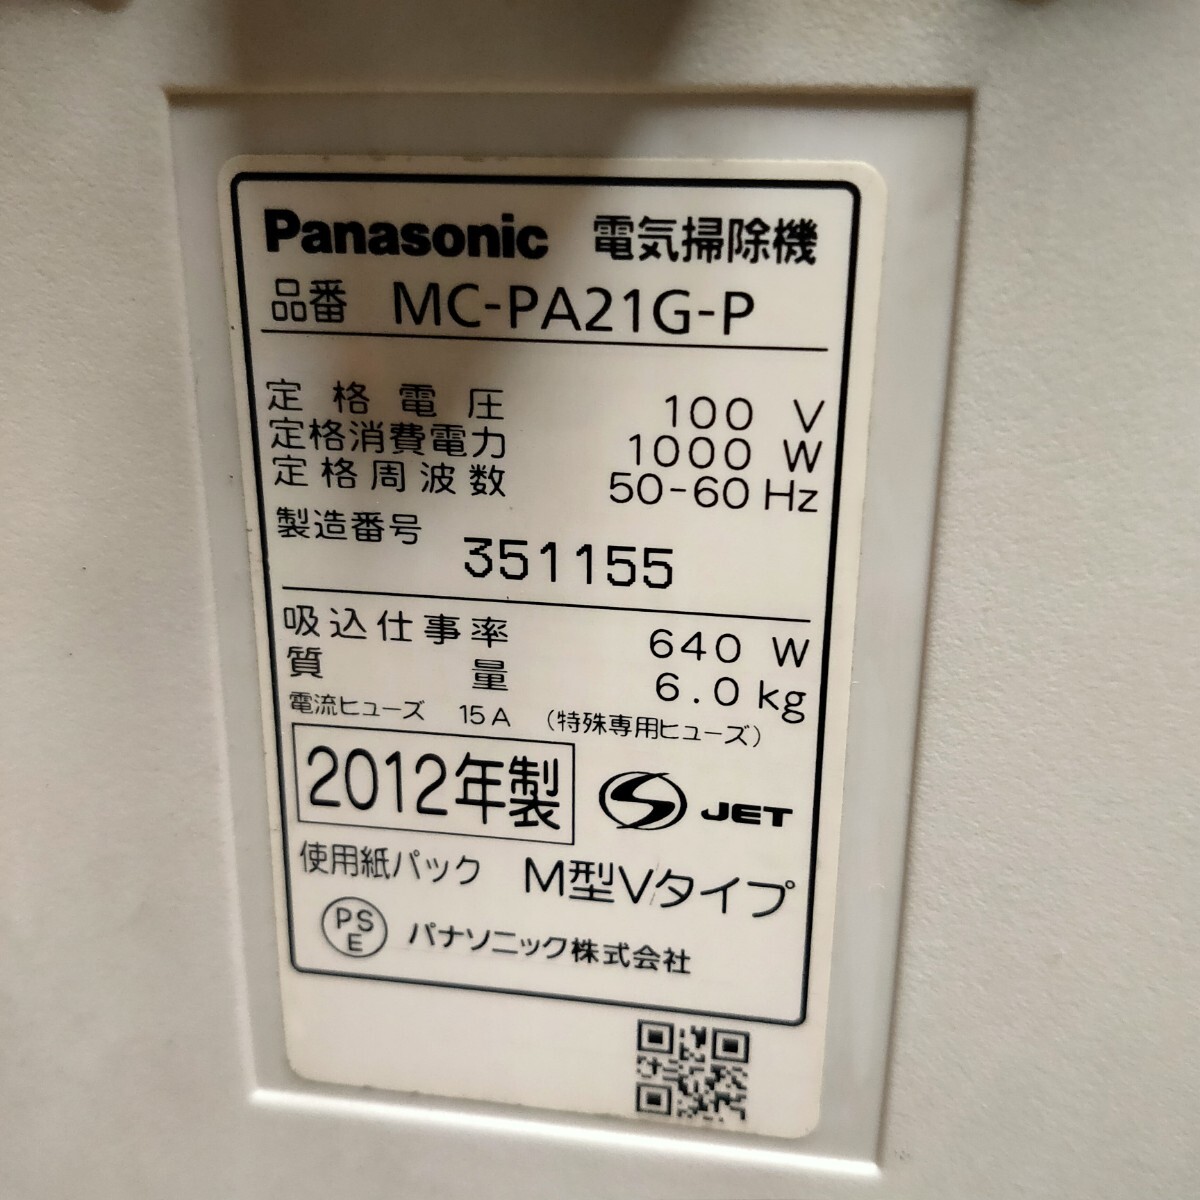 Panasonic 電気掃除機
品番 MC-PA21G-P
定格電圧 100 V
定格消費電力 1000 W
定格周波数 50-60 Hz
製造番号 351155
吸込仕事率 640 W
質量 6.0 kg
電流ヒューズ 15A (特殊専用ヒューズ)
2012年製 JET
使用紙パック M型Vタイプ
PSE パナソニック株式会社